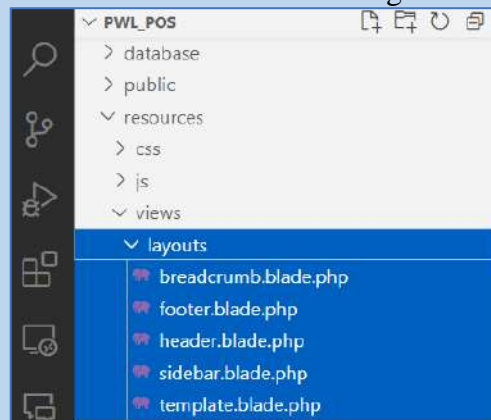 PWL_POS
database
public
resources
css
js
views
layouts
breadcrumb.blade.php
footer.blade.php
header.blade.php
sidebar.blade.php
template.blade.php